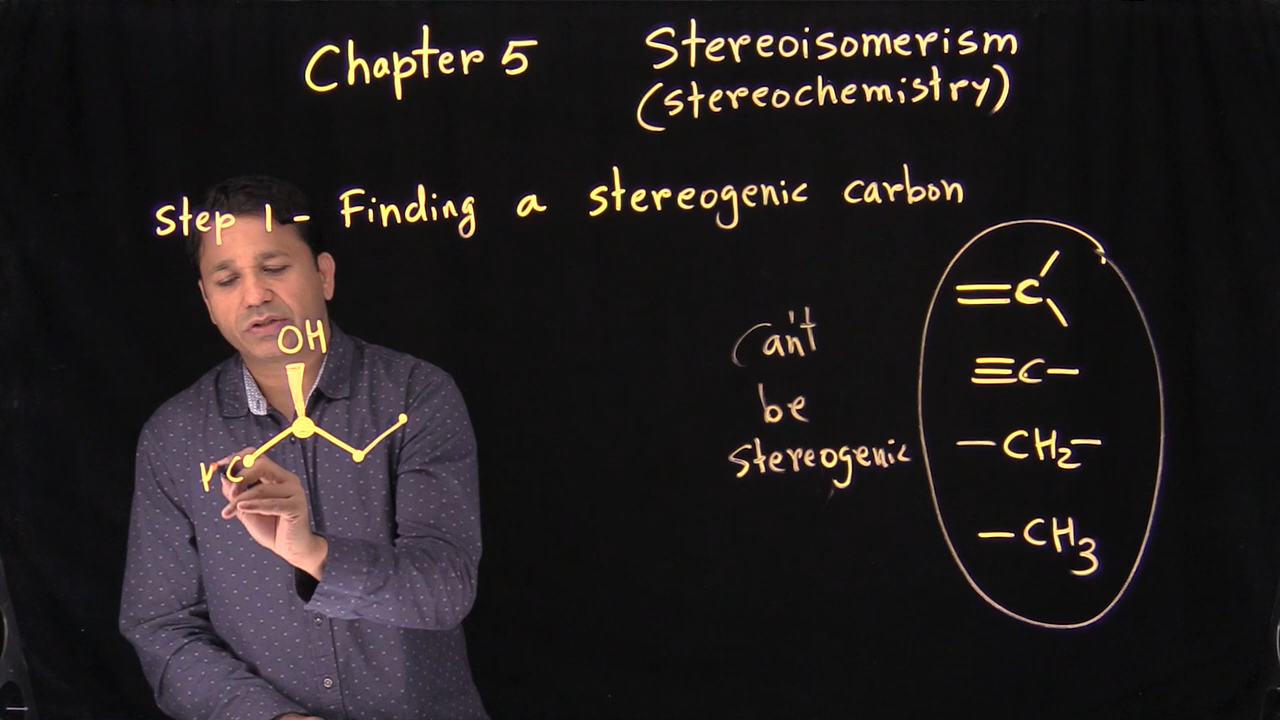 Chapter 5
Stereoisomerism
(stereochemistry)
Step 1 - Finding a stereogenic carbon
OH
Can't
be
stereogenic
=C
≡C-
-CH₂-
-CH₃